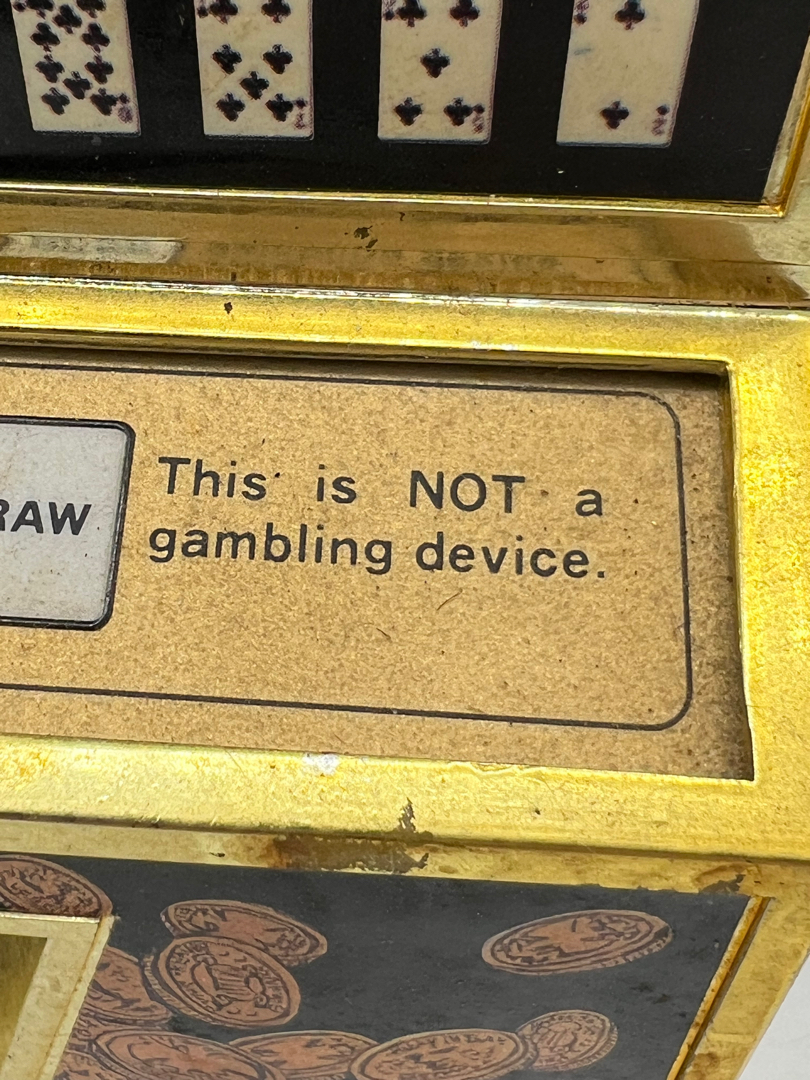 This is NOT a
RAW
gambling device.